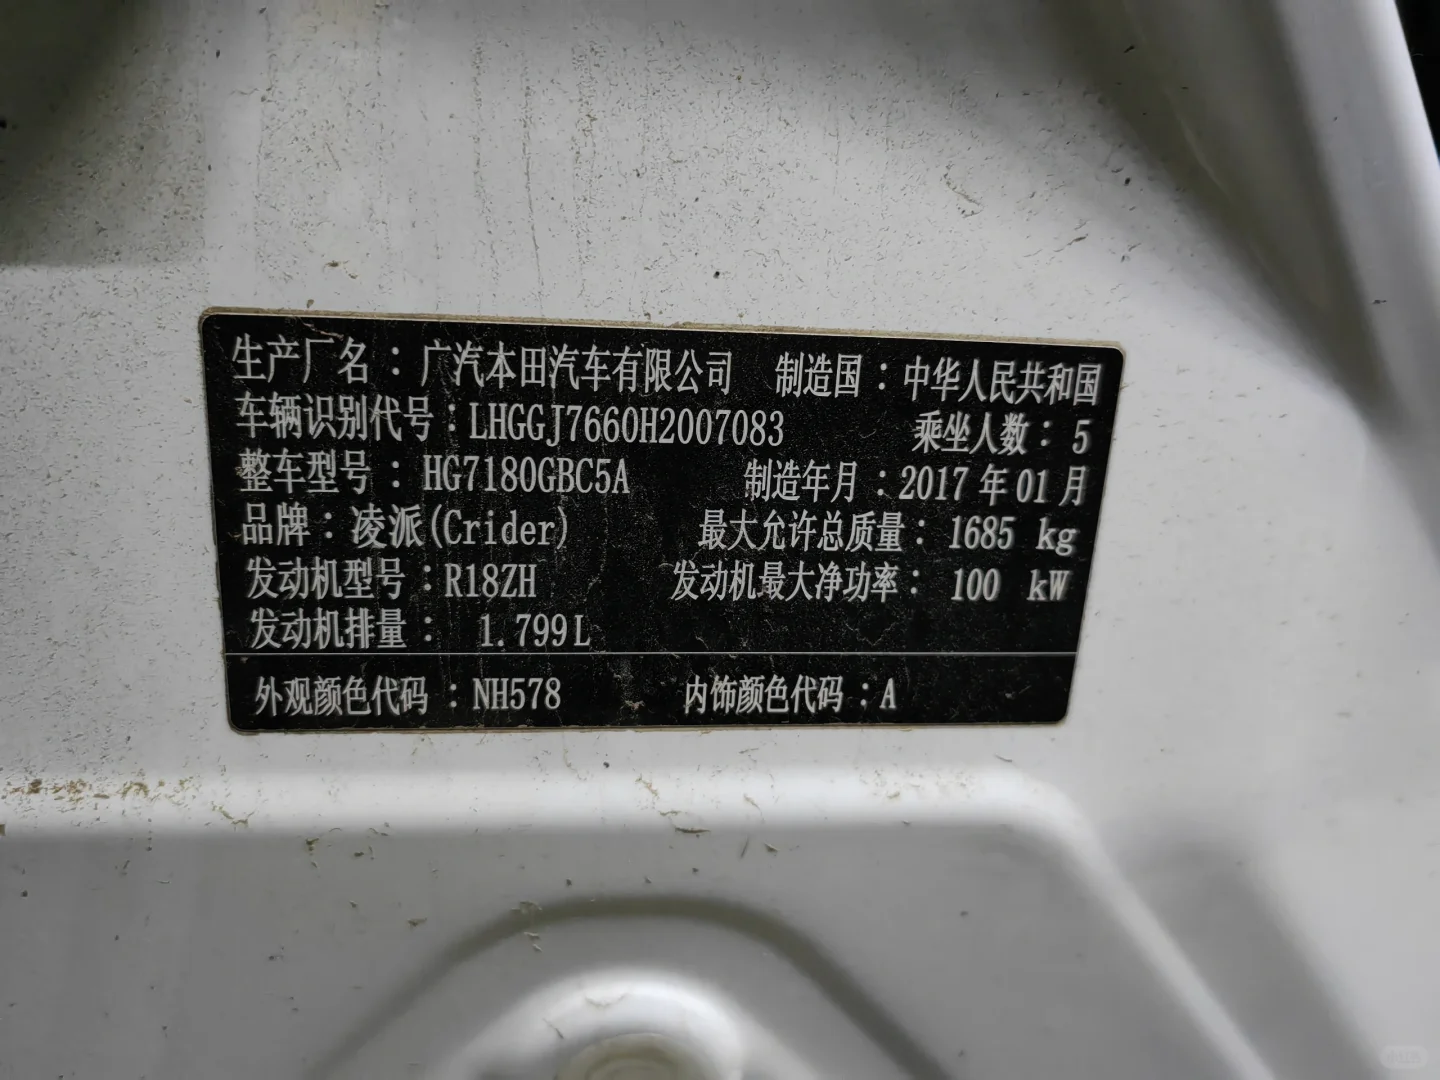 生产厂名：广汽本田汽车有限公司 制造国：中华人民共和国
车辆识别代号：LHGGJ7660H2007083 乘坐人数：5
整车型号：HG7180GBC5A 制造年月：2017年01月
品牌：凌派(Crider) 最大允许总质量：1685 kg
发动机型号：R18ZH 发动机最大净功率：100 kW
发动机排量：1.799L
外观颜色代码：NH578 内饰颜色代码：A